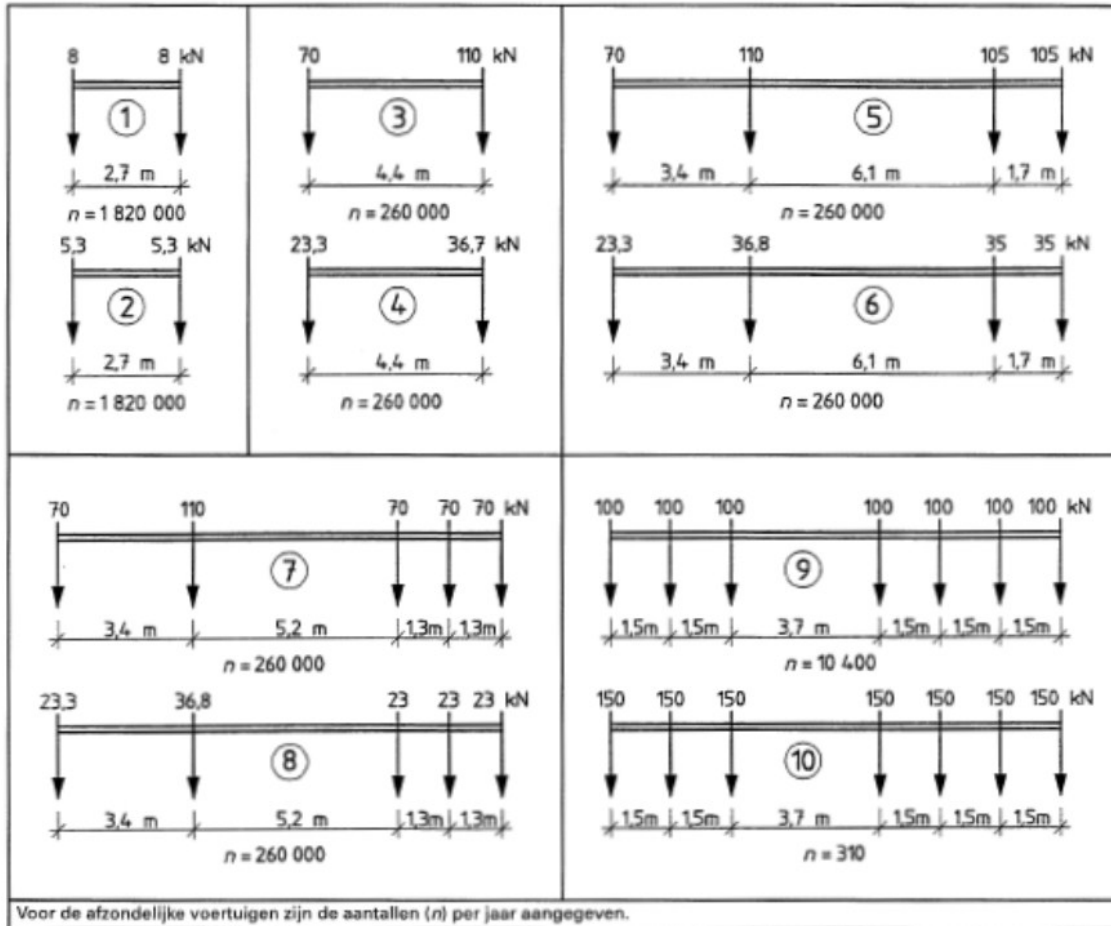 8 8 kN
①
2,7 m
n = 1 820 000
5,3 5,3 kN
②
2,7 m
n = 1 820 000
70 110 kN
③
4,4 m
n = 260 000
23,3 36,7 kN
④
4,4 m
n = 260 000
70 110 105 105 kN
⑤
3,4 m 6,1 m 1,7 m
n = 260 000
23,3 36,8 35 35 kN
⑥
3,4 m 6,1 m 1,7 m
n = 260 000
70 110 70 70 70 kN
⑦
3,4 m 5,2 m 1,3m 1,3m
n = 260 000
23,3 36,8 23 23 23 kN
⑧
3,4 m 5,2 m 1,3m 1,3m
n = 260 000
100 100 100 100 100 100 100 kN
⑨
1,5m 1,5m 3,7 m 1,5m 1,5m 1,5m
n = 10 400
150 150 150 150 150 150 150 kN
⑩
1,5m 1,5m 3,7 m 1,5m 1,5m 1,5m
n = 310
Voor de afzondelijke voertuigen zijn de aantallen (n) per jaar aangegeven.